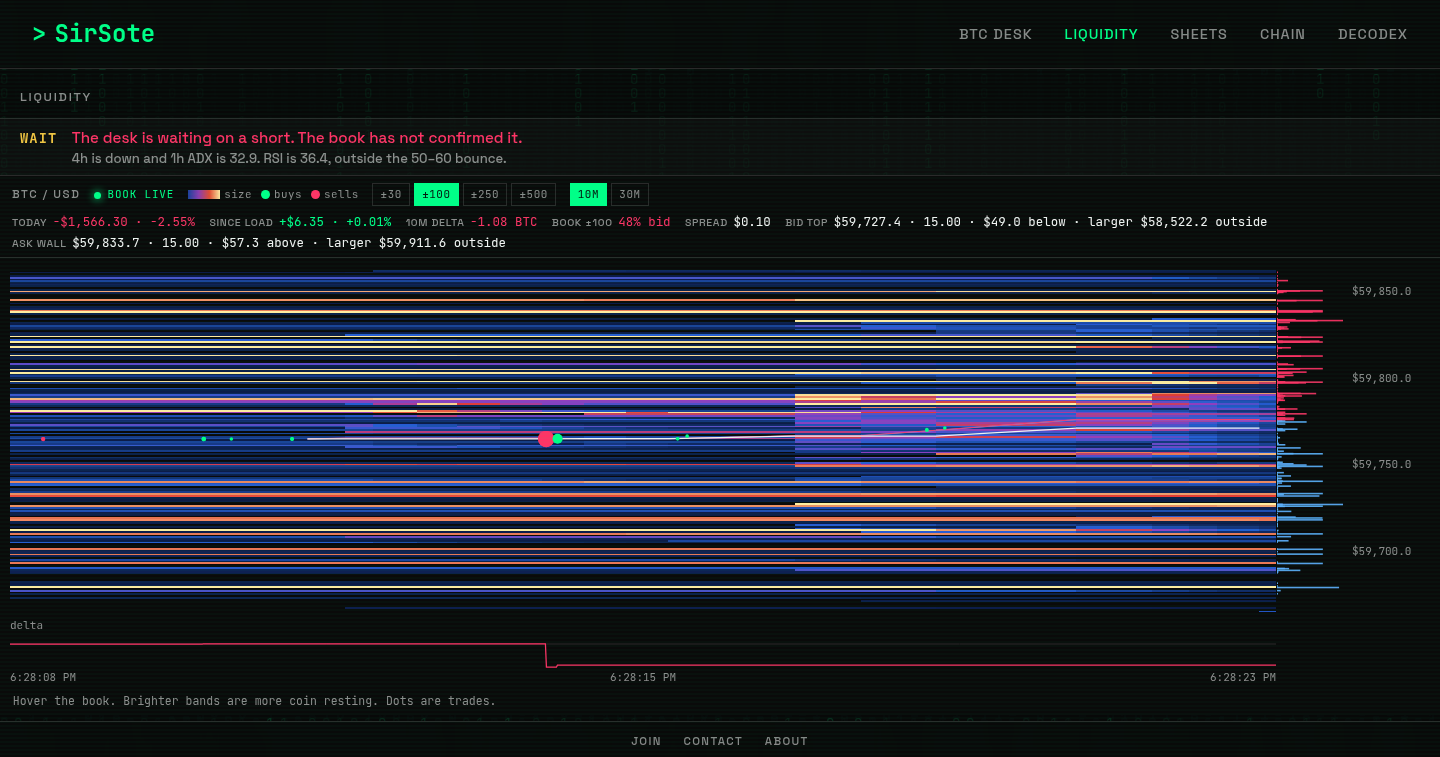 > SirSote
BTC DESK LIQUIDITY SHEETS CHAIN DECODEX
LIQUIDITY
WAIT The desk is waiting on a short. The book has not confirmed it.
4h is down and 1h ADX is 32.9. RSI is 36.4, outside the 50–60 bounce.
BTC / USD BOOK LIVE size buys sells ±30 ±100 ±250 ±500 10M 30M
TODAY -$1,566.30 · -2.55% SINCE LOAD +$6.35 · +0.01% 10M DELTA -1.08 BTC BOOK ±100 48% bid SPREAD $0.10 BID TOP $59,727.4 · 15.00 · $49.0 below · larger $58,522.2 outside
ASK WALL $59,833.7 · 15.00 · $57.3 above · larger $59,911.6 outside
$59,850.0
$59,800.0
$59,750.0
$59,700.0
delta
6:28:08 PM 6:28:15 PM 6:28:23 PM
Hover the book. Brighter bands are more coin resting. Dots are trades.
JOIN CONTACT ABOUT